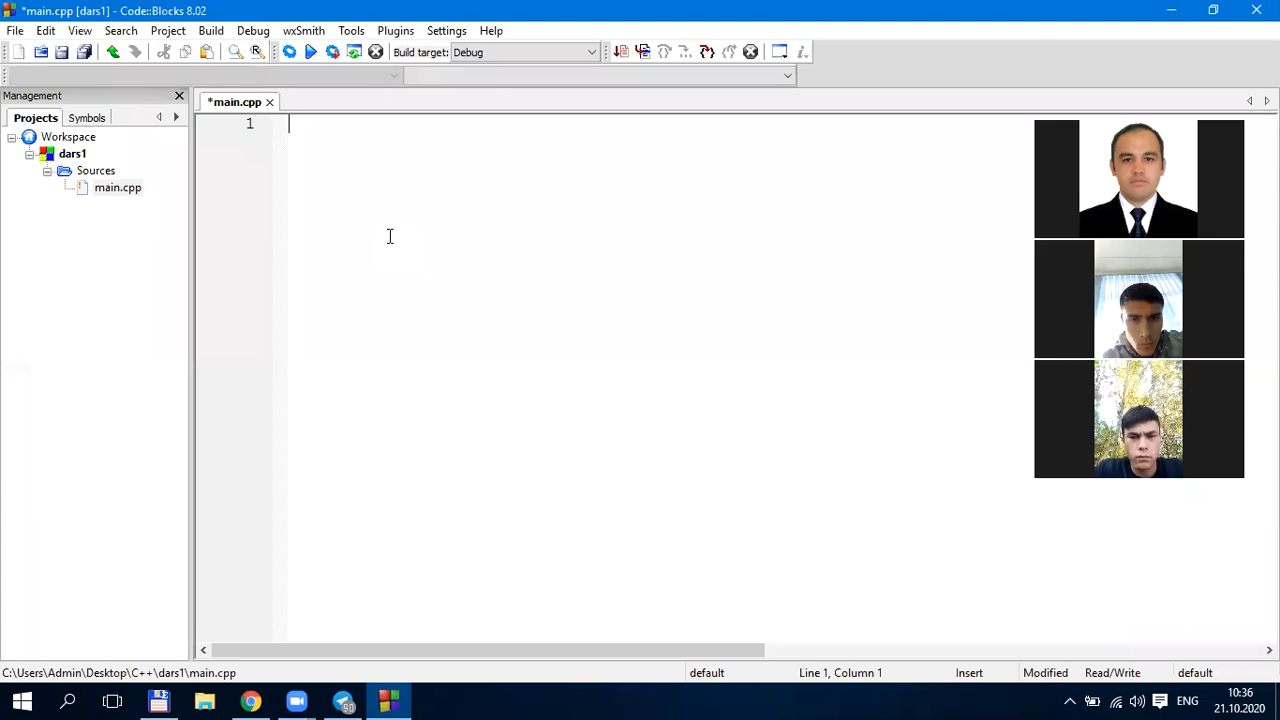 *main.cpp [dars1] - Code::Blocks 8.02
File Edit View Search Project Build Debug wxSmith Tools Plugins Settings Help
Build target: Debug
Management
*main.cpp
Projects Symbols
1
Workspace
dars1
Sources
main.cpp
C:\Users\Admin\Desktop\C++\dars1\main.cpp default Line 1, Column 1 Insert Modified Read/Write default
90 ENG 10:36
21.10.2020